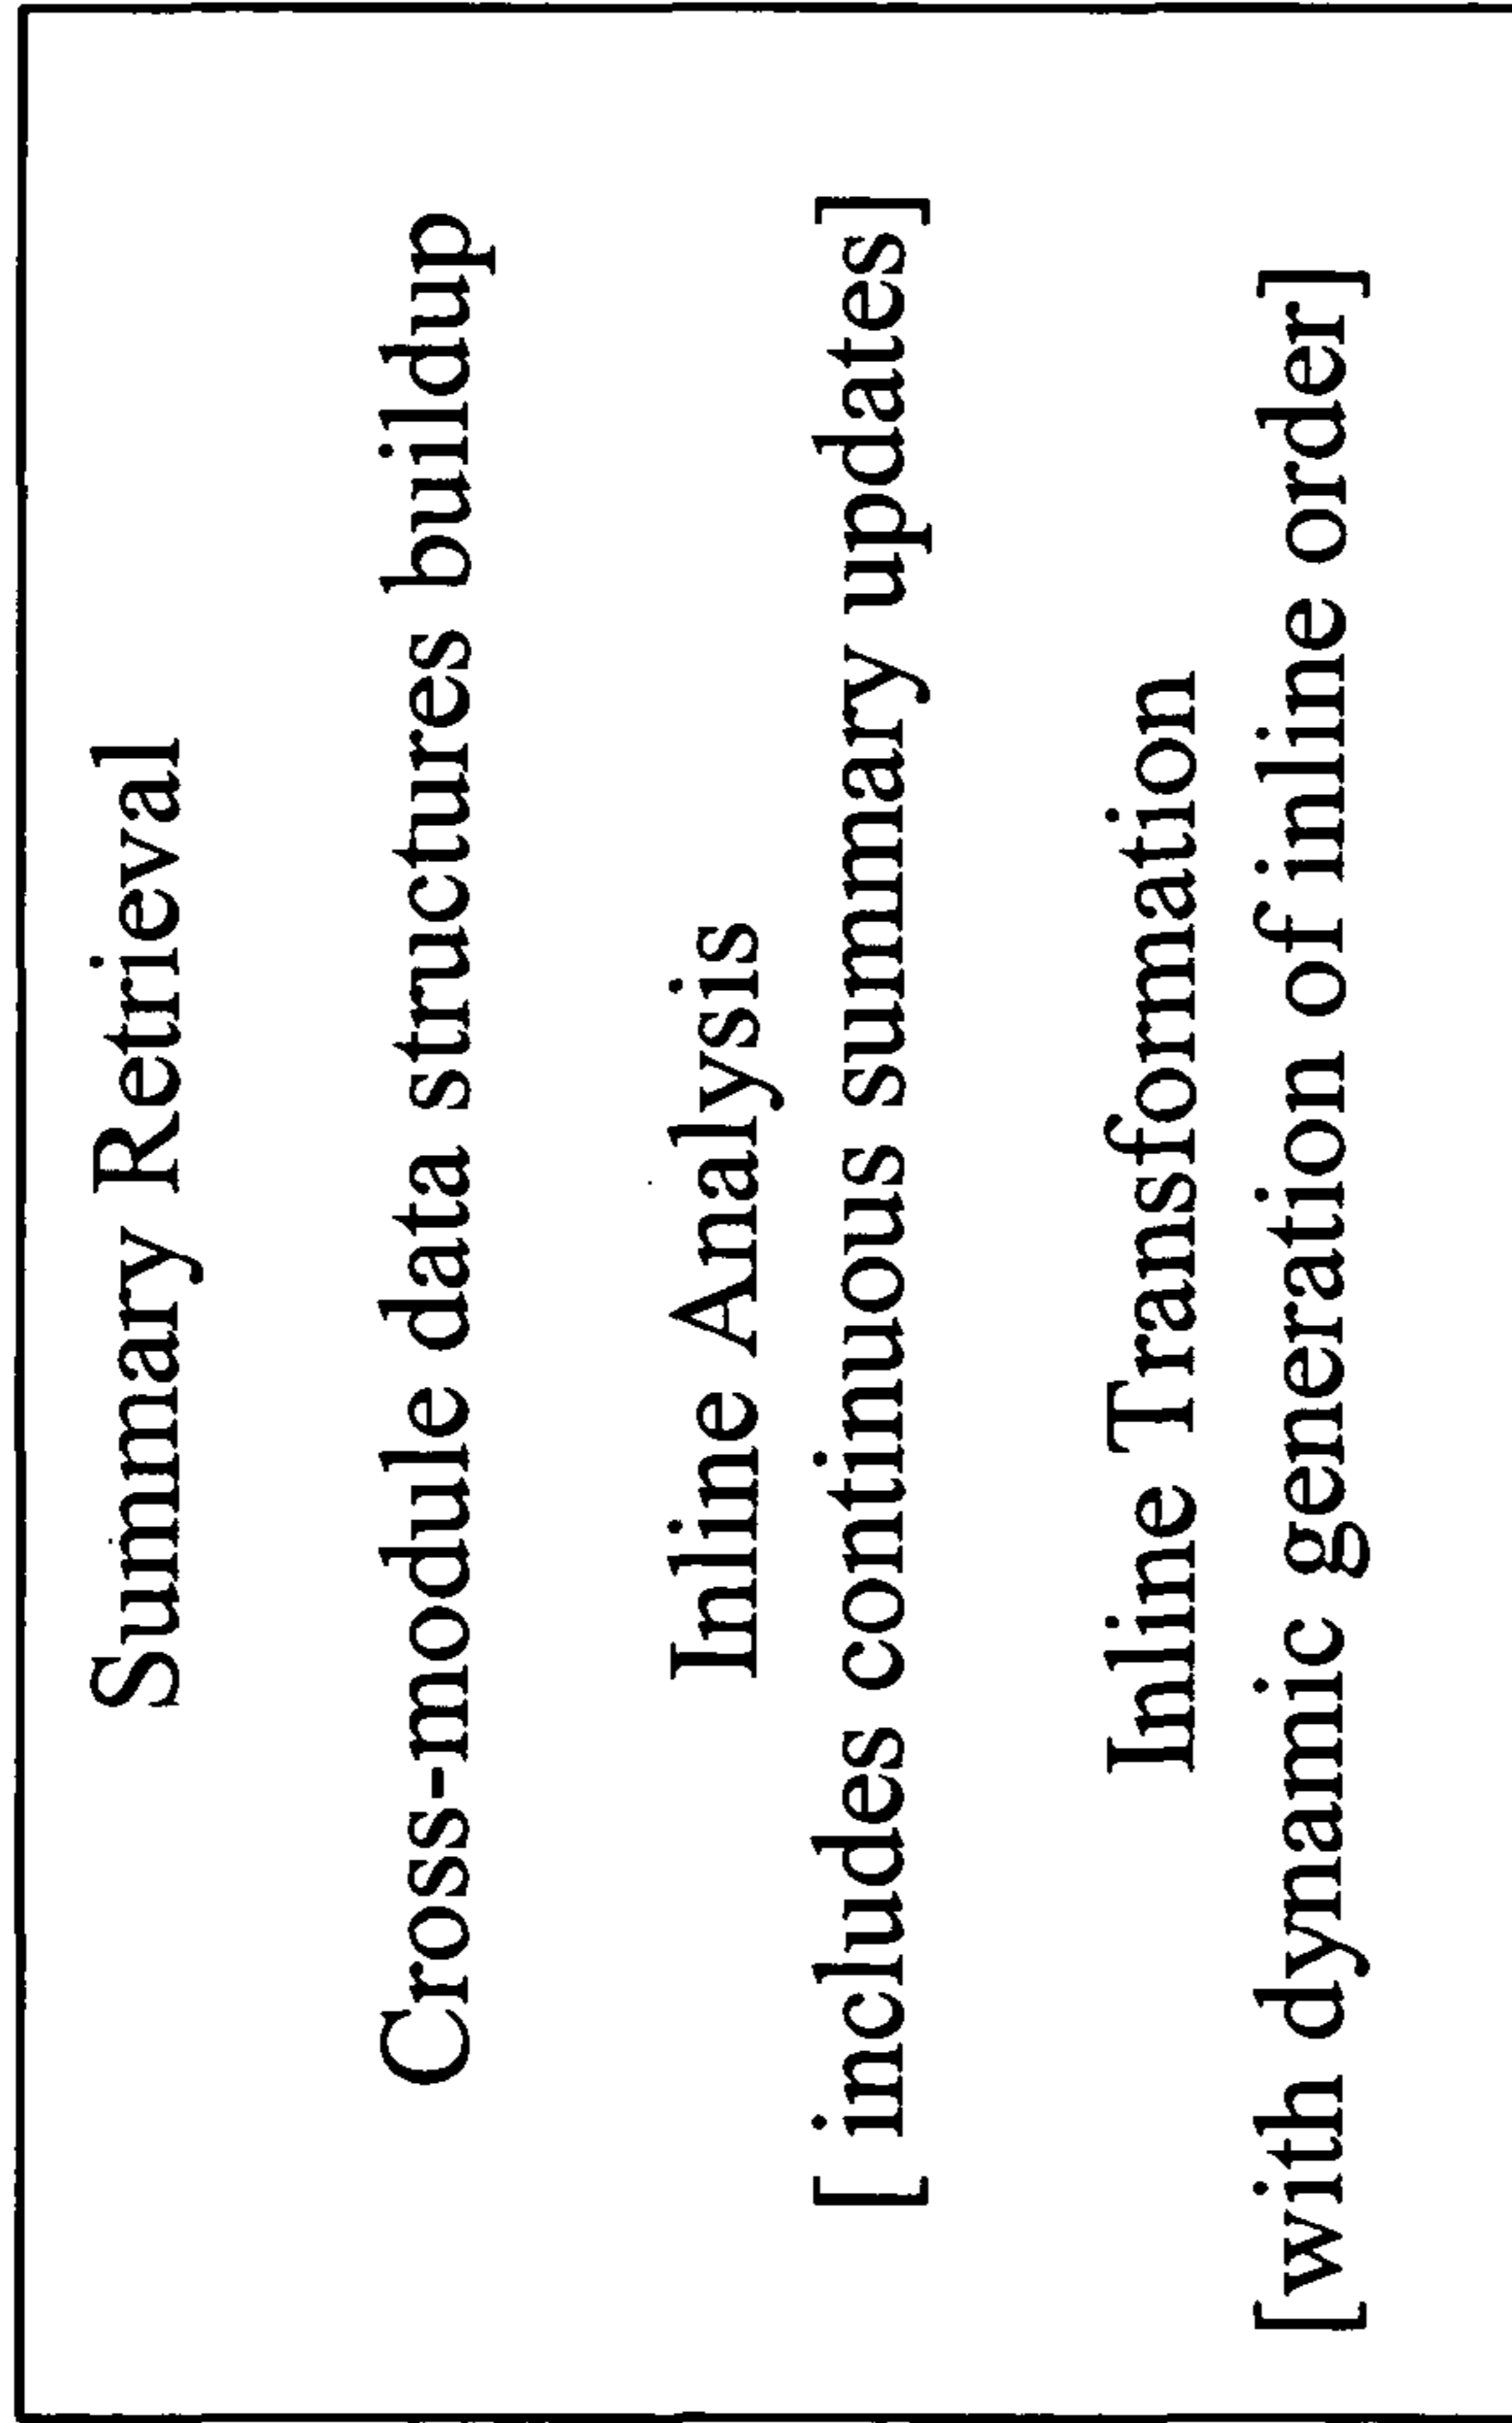 Summary Retrieval
Cross-module data structures buildup
Inline Analysis
[ includes continuous summary updates]
Inline Transformation
[with dynamic generation of inline order]